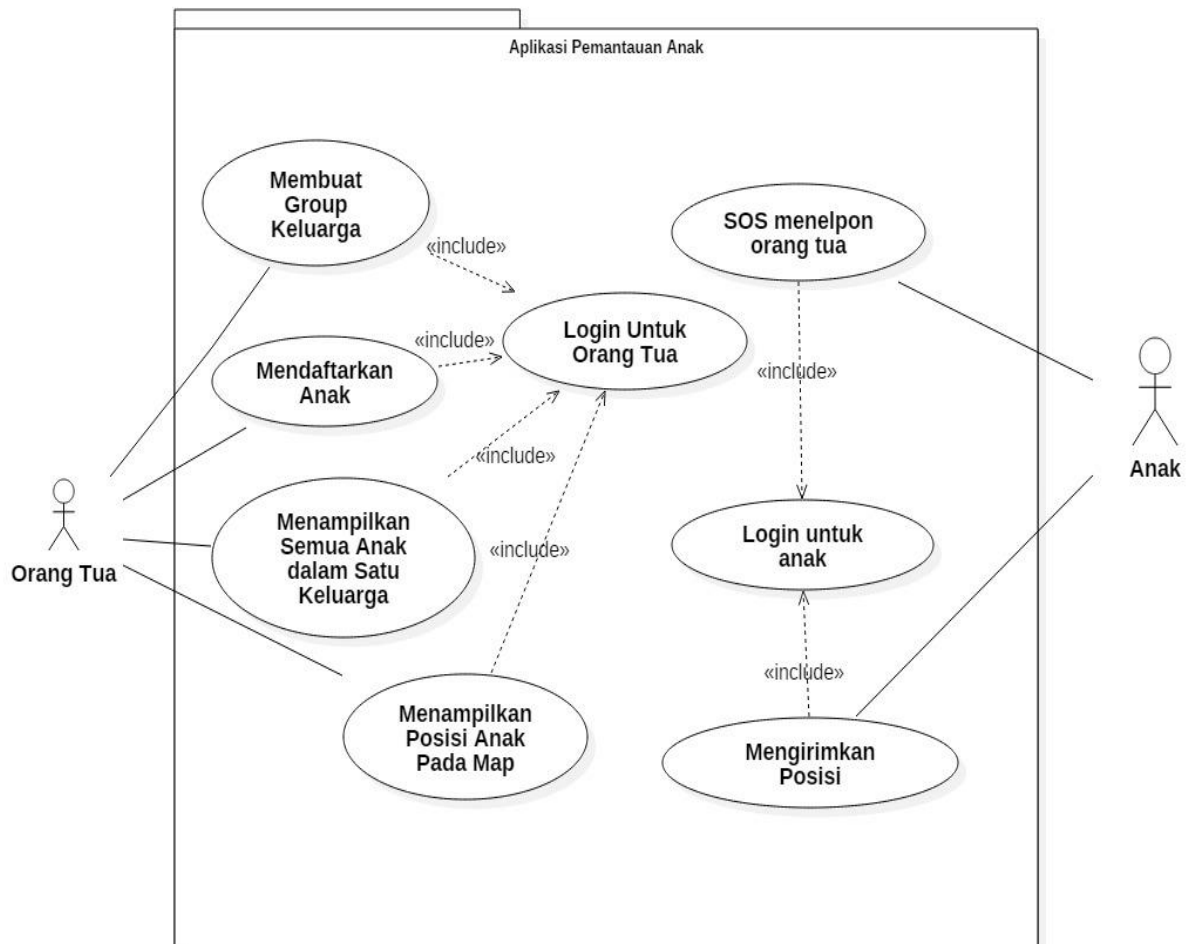 Aplikasi Pemantauan Anak
Membuat
Group
Keluarga
«include»
SOS menelpon
orang tua
Login Untuk
Orang Tua
«include»
Mendaftarkan
Anak
«include»
Anak
«include»
Menampilkan
Semua Anak
dalam Satu
Keluarga
Orang Tua
«include»
Login untuk
anak
«include»
Menampilkan
Posisi Anak
Pada Map
Mengirimkan
Posisi